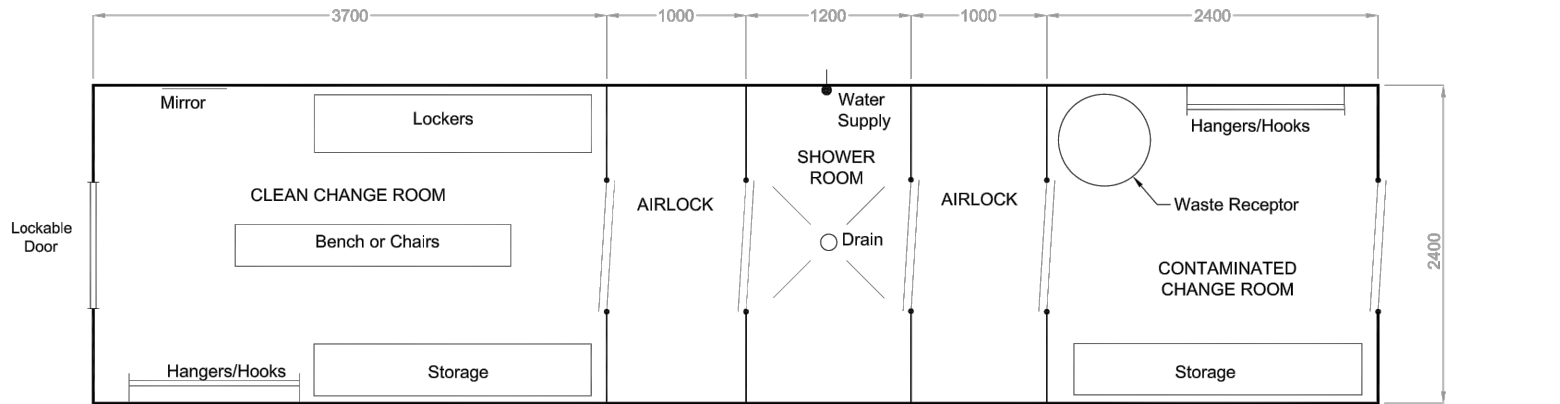 3700
1000
1200
1000
2400
Mirror
Lockers
Water
Supply
Hangers/Hooks
SHOWER
ROOM
CLEAN CHANGE ROOM
AIRLOCK
AIRLOCK
Waste Receptor
Lockable
Door
Bench or Chairs
Drain
2400
CONTAMINATED
CHANGE ROOM
Hangers/Hooks
Storage
Storage